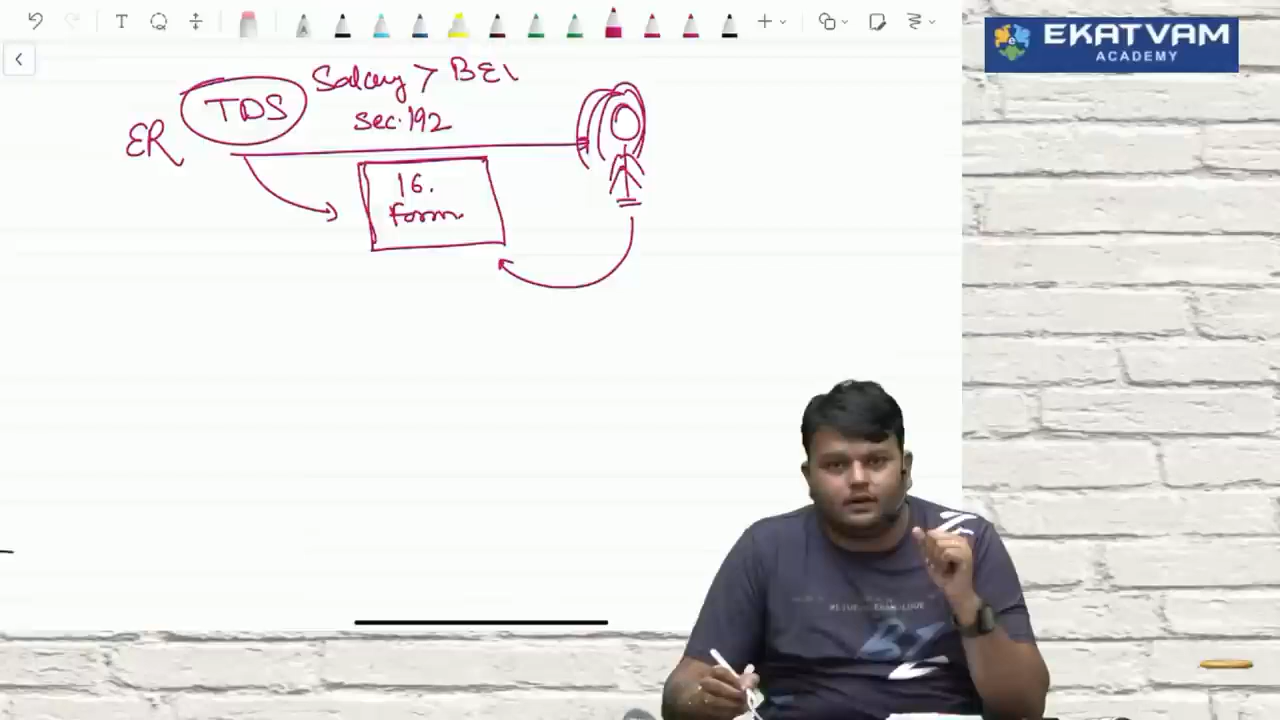 EKATVAM
ACADEMY
Salary > BEL
TDS
Sec. 192
ER
16.
form